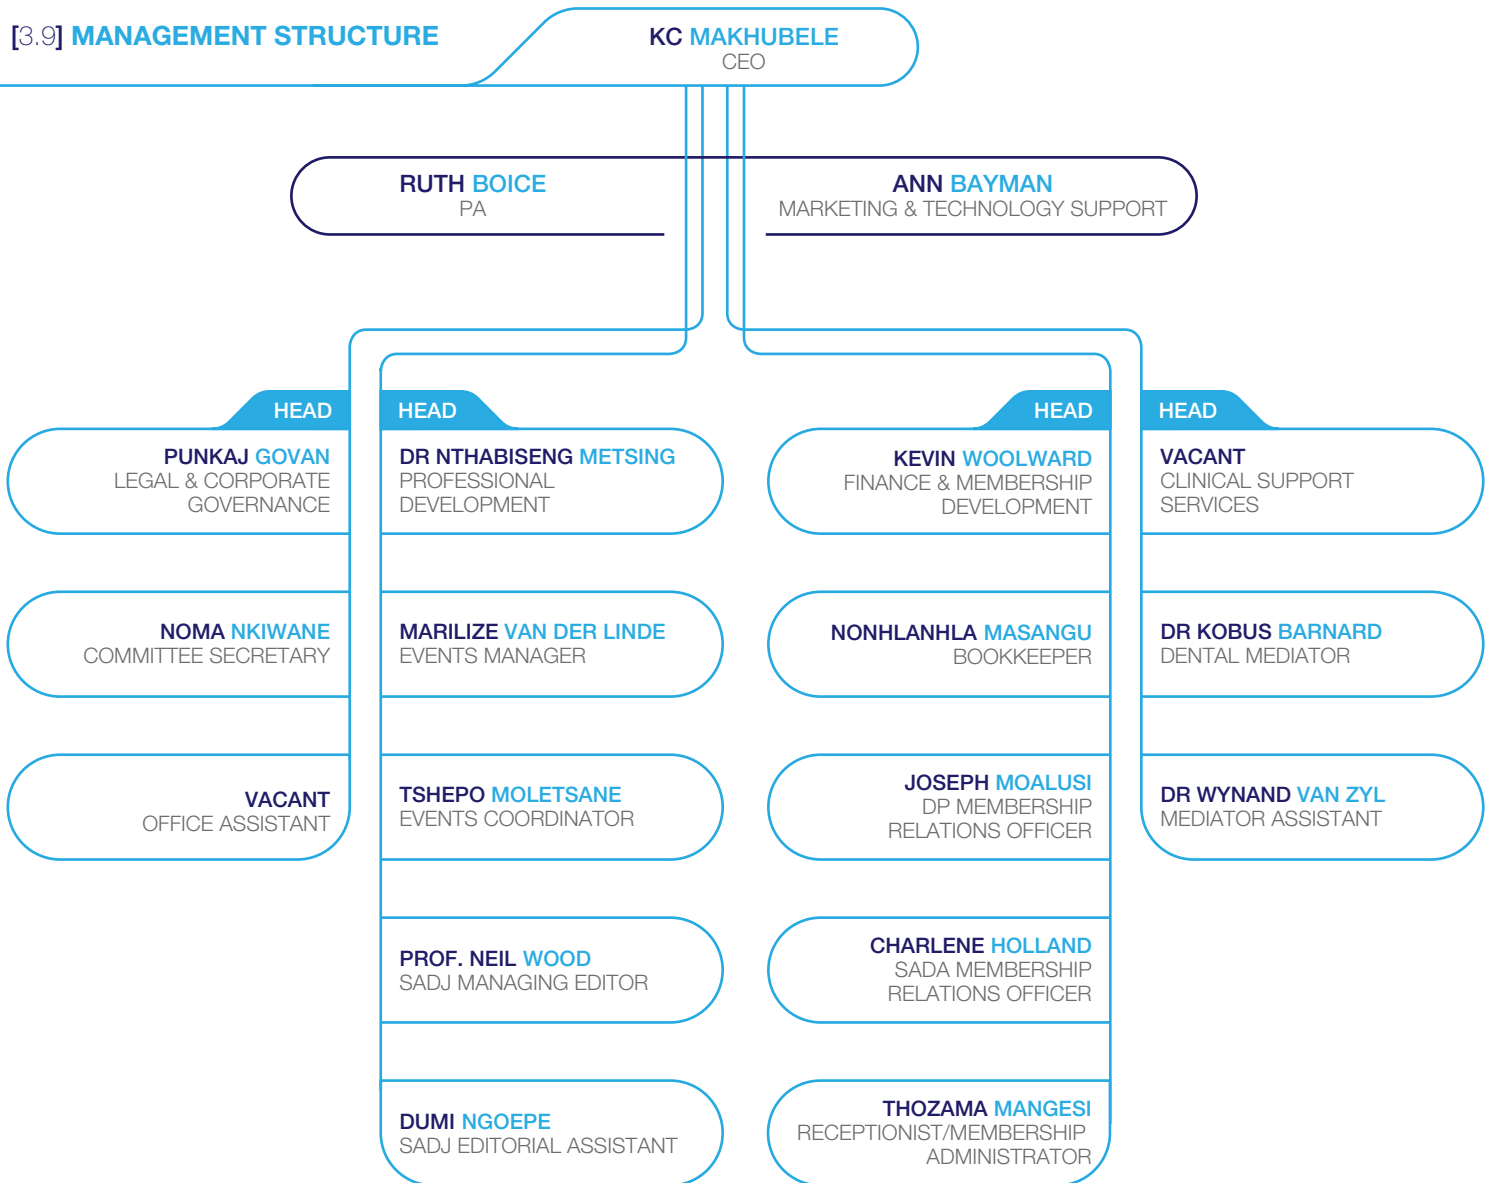 [3.9] MANAGEMENT STRUCTURE
KC MAKHUBELE
CEO
RUTH BOICE
PA
ANN BAYMAN
MARKETING & TECHNOLOGY SUPPORT
HEAD
PUNKAJ GOVAN
LEGAL & CORPORATE
GOVERNANCE
NOMA NKIWANE
COMMITTEE SECRETARY
VACANT
OFFICE ASSISTANT
HEAD
DR NTHABISENG METSING
PROFESSIONAL
DEVELOPMENT
MARILIZE VAN DER LINDE
EVENTS MANAGER
TSHEPO MOLETSANE
EVENTS COORDINATOR
PROF. NEIL WOOD
SADJ MANAGING EDITOR
DUMI NGOEPE
SADJ EDITORIAL ASSISTANT
HEAD
KEVIN WOOLWARD
FINANCE & MEMBERSHIP
DEVELOPMENT
NONHLANHLA MASANGU
BOOKKEEPER
JOSEPH MOALUSI
DP MEMBERSHIP
RELATIONS OFFICER
CHARLENE HOLLAND
SADA MEMBERSHIP
RELATIONS OFFICER
THOZAMA MANGESI
RECEPTIONIST/MEMBERSHIP
ADMINISTRATOR
HEAD
VACANT
CLINICAL SUPPORT
SERVICES
DR KOBUS BARNARD
DENTAL MEDIATOR
DR WYNAND VAN ZYL
MEDIATOR ASSISTANT